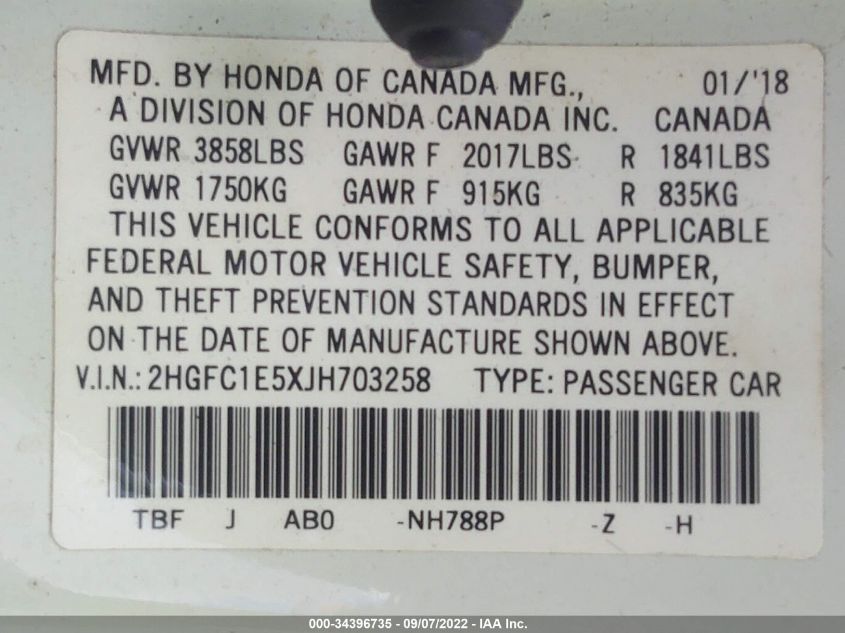 MFD. BY HONDA OF CANADA MFG., 01/'18
A DIVISION OF HONDA CANADA INC. CANADA
GVWR 3858LBS GAWR F 2017LBS R 1841LBS
GVWR 1750KG GAWR F 915KG R 835KG
THIS VEHICLE CONFORMS TO ALL APPLICABLE
FEDERAL MOTOR VEHICLE SAFETY, BUMPER,
AND THEFT PREVENTION STANDARDS IN EFFECT
ON THE DATE OF MANUFACTURE SHOWN ABOVE.
V.I.N.: 2HGFC1E5XJH703258 TYPE: PASSENGER CAR
TBF J AB0 -NH788P -Z -H
000-34396735 - 09/07/2022 - IAA Inc.